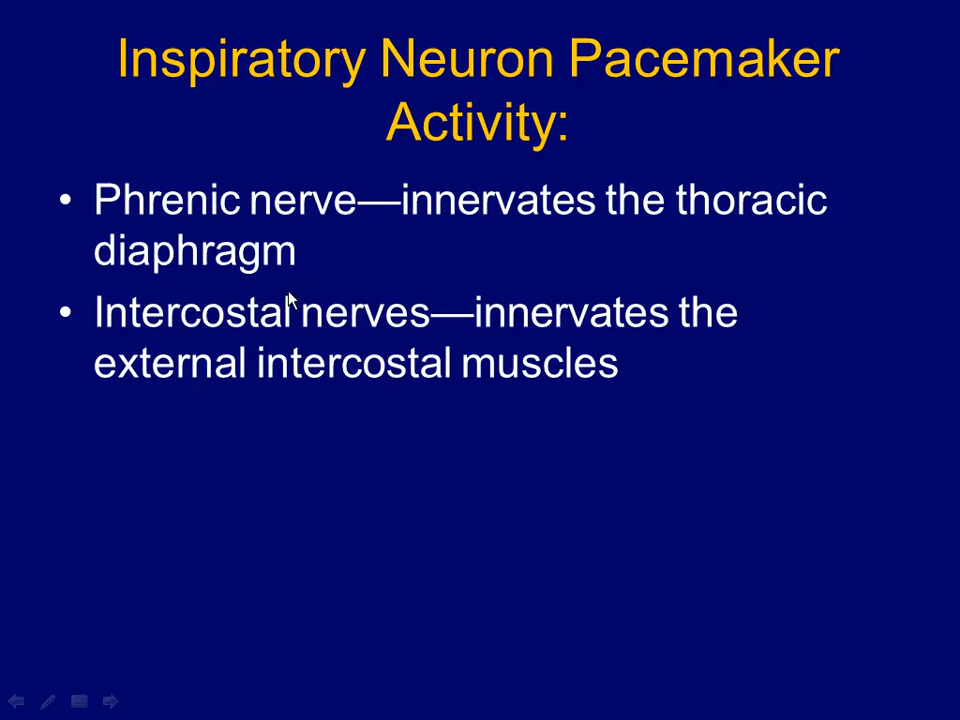 Inspiratory Neuron Pacemaker
Activity:
• Phrenic nerve—innervates the thoracic
diaphragm
• Intercostal nerves—innervates the
external intercostal muscles